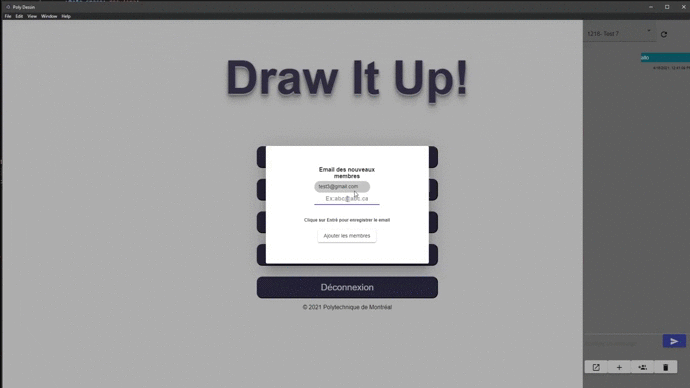 Poly Dessin
File Edit View Window Help
1218- Test 7
Draw It Up!
Email des nouveaux
membres
test3@gmail.com
Ex:abc@abc.ca
Clique sur Entré pour enregistrer le email
Ajouter les membres
Déconnexion
© 2021 Polytechnique de Montréal